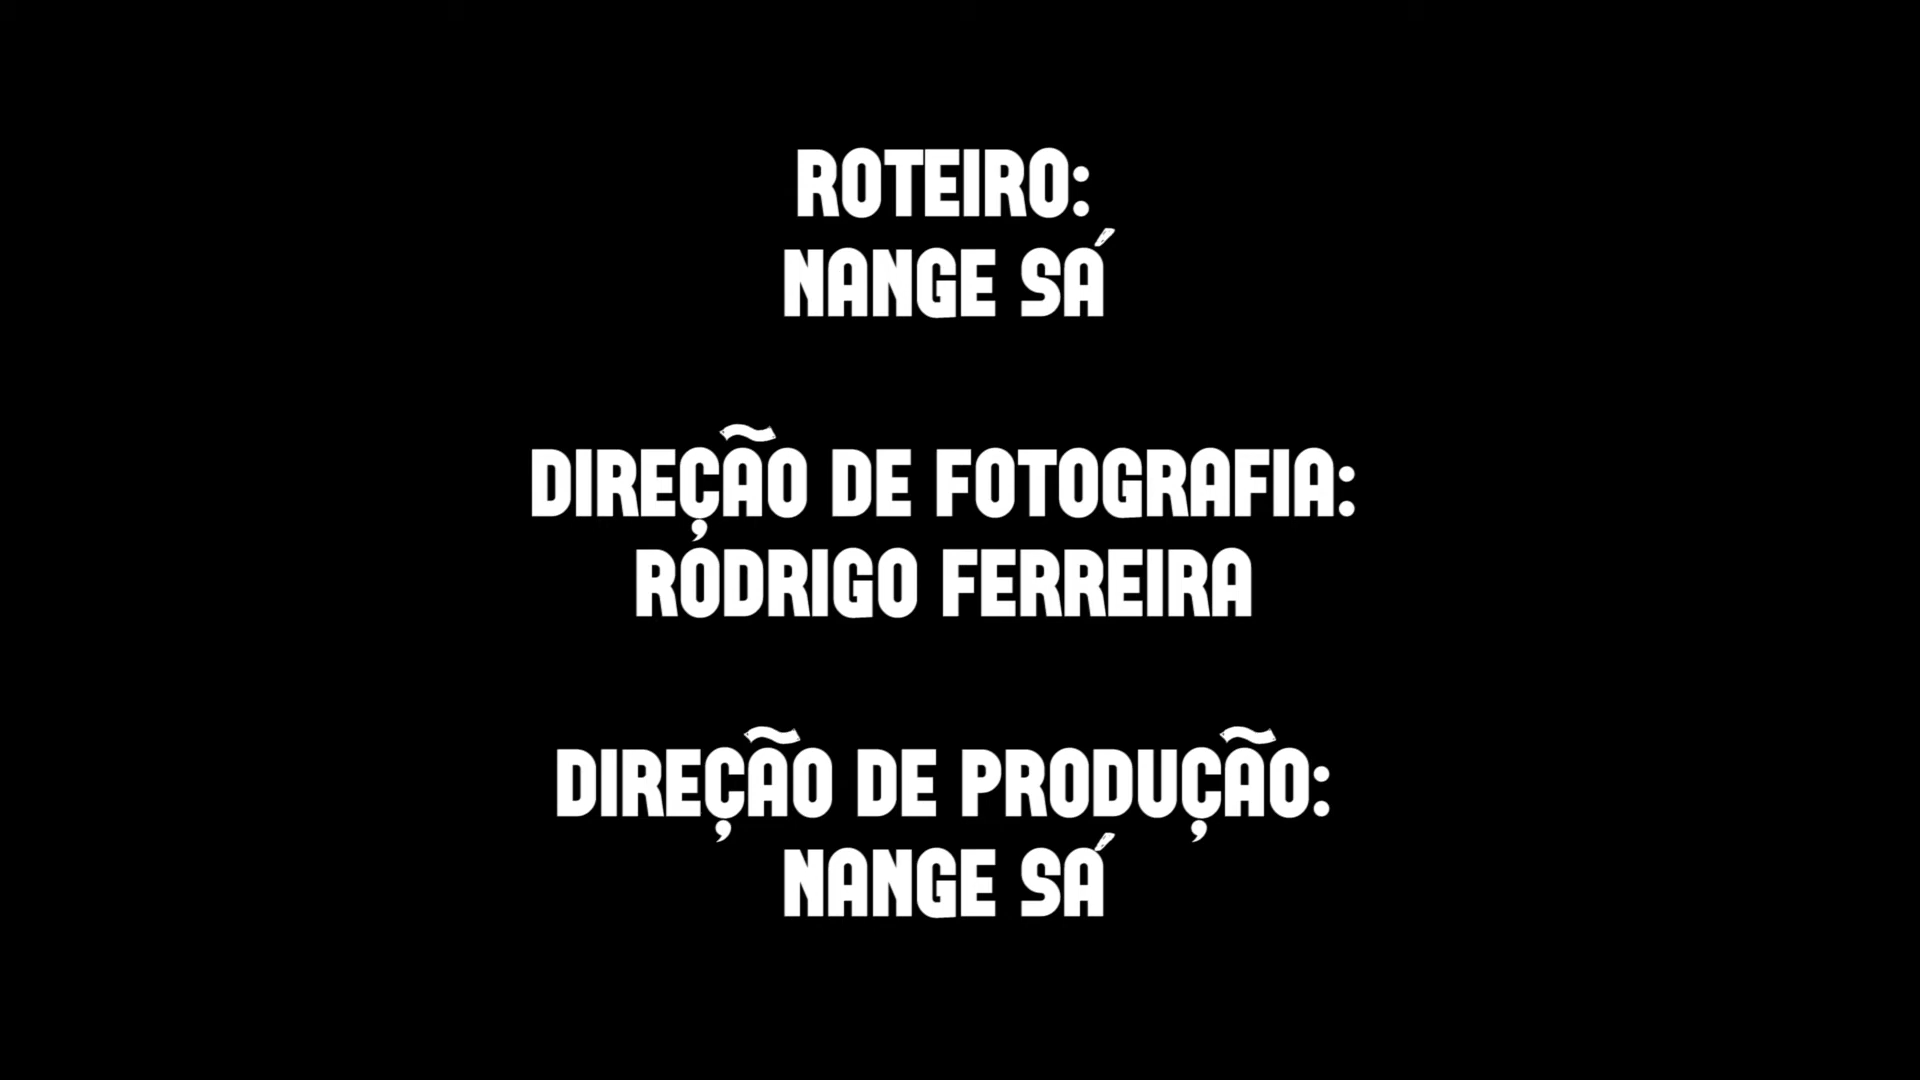 ROTEIRO:
NANGE SÁ
DIREÇÃO DE FOTOGRAFIA:
RODRIGO FERREIRA
DIREÇÃO DE PRODUÇÃO:
NANGE SÁ